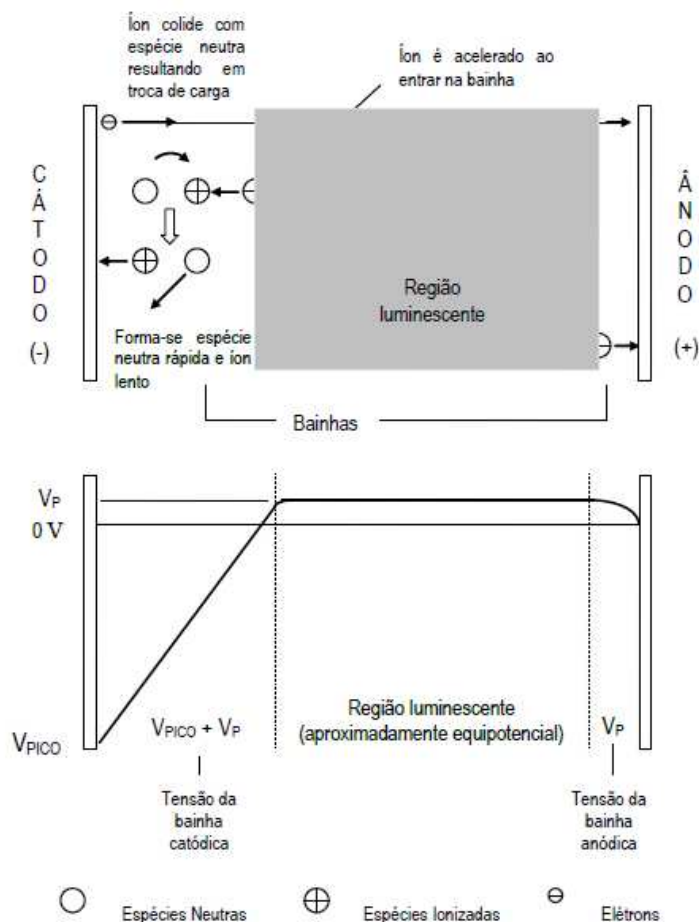 Íon colide com
espécie neutra
resultando em
troca de carga
Íon é acelerado ao
entrar na bainha
CÁTODO
(-)
ÂNODO
(+)
Região
luminescente
Forma-se espécie
neutra rápida e íon
lento
Bainhas
VP
0 V
VPICO
VPICO + VP
Região luminescente
(aproximadamente equipotencial)
VP
Tensão da
bainha
catódica
Tensão da
bainha
anódica
Espécies Neutras
Espécies Ionizadas
Elétrons